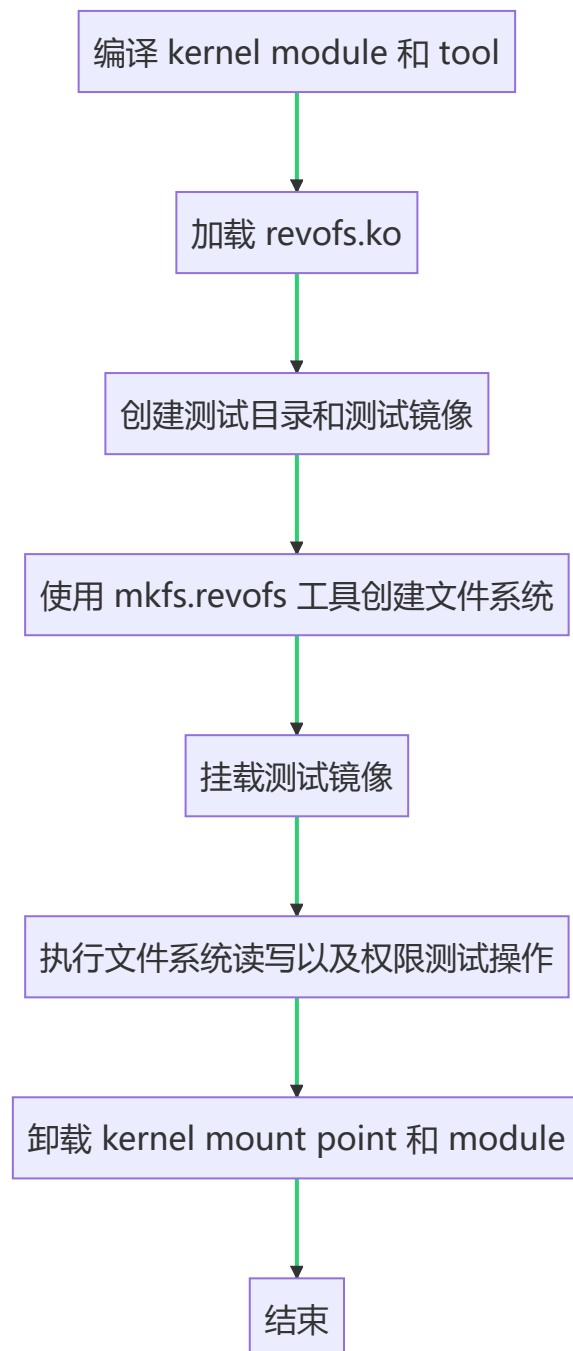 编译 kernel module 和 tool
加载 revofs.ko
创建测试目录和测试镜像
使用 mkfs.revofs 工具创建文件系统
挂载测试镜像
执行文件系统读写以及权限测试操作
卸载 kernel mount point 和 module
结束